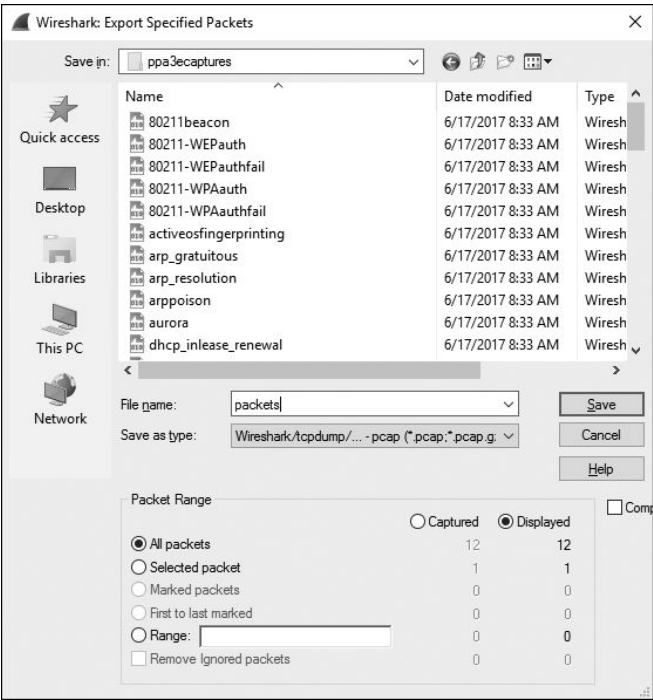 Wireshark: Export Specified Packets
Save in: ppa3ecaptures
Quick access
Desktop
Libraries
This PC
Network
Name Date modified Type
80211beacon 6/17/2017 8:33 AM Wiresh
80211-WEPauth 6/17/2017 8:33 AM Wiresh
80211-WEPauthfail 6/17/2017 8:33 AM Wiresh
80211-WPAauth 6/17/2017 8:33 AM Wiresh
80211-WPAauthfail 6/17/2017 8:33 AM Wiresh
activeosfingerprinting 6/17/2017 8:33 AM Wiresh
arp_gratuitous 6/17/2017 8:33 AM Wiresh
arp_resolution 6/17/2017 8:33 AM Wiresh
arppoison 6/17/2017 8:33 AM Wiresh
aurora 6/17/2017 8:33 AM Wiresh
dhcp_inlease_renewal 6/17/2017 8:33 AM Wiresh
File name: packets Save
Save as type: Wireshark/tcpdump/... - pcap (*.pcap;*.pcap.g: Cancel
Help
Packet Range Comp
Captured Displayed
All packets 12 12
Selected packet 1 1
Marked packets 0 0
First to last marked 0 0
Range: 0 0
Remove Ignored packets 0 0